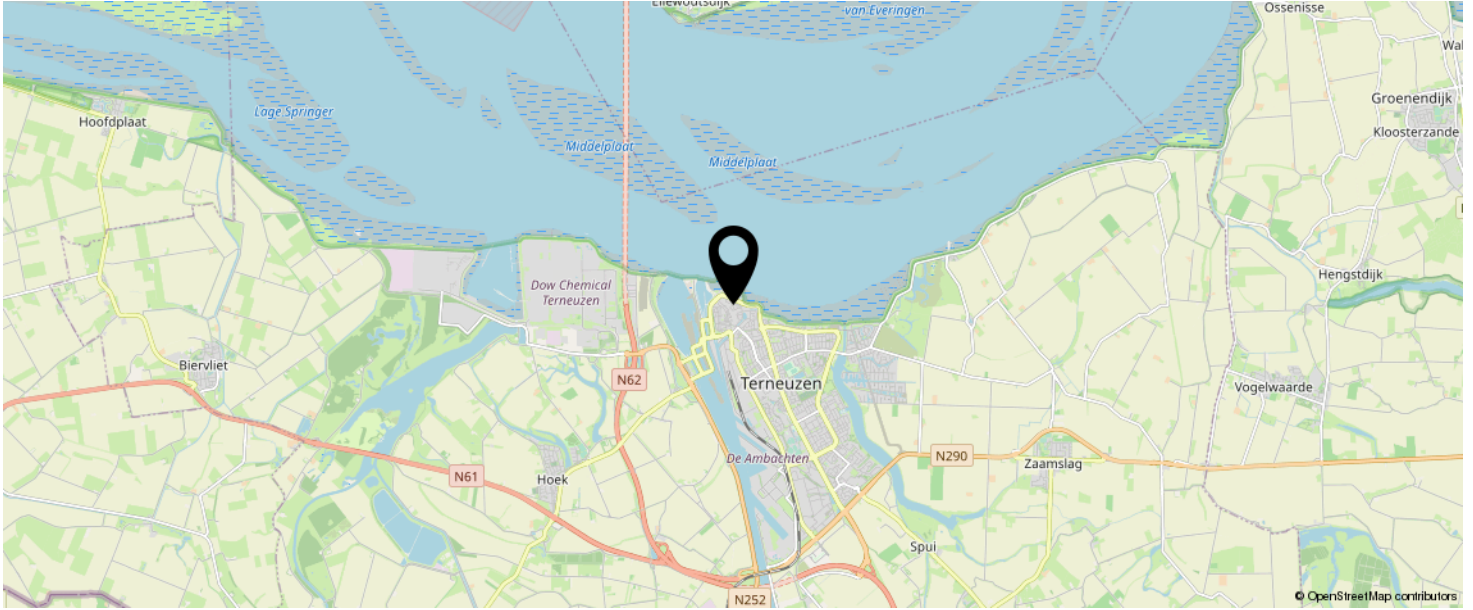 Ellewoutsdijk
van Everingen
Ossenisse
Lage Springer
Hoofdplaat
Groenendijk
Kloosterzande
Middelplaat
Middelplaat
Hengstdijk
Dow Chemical
Terneuzen
Biervliet
N62
Terneuzen
Vogelwaarde
De Ambachten
N290
Zaamslag
N61
Hoek
Spui
N252
© OpenStreetMap contributors